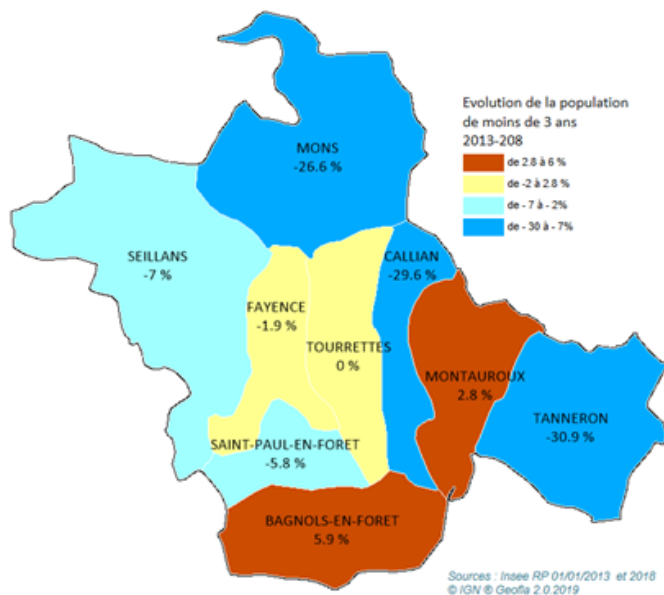 Evolution de la population
de moins de 3 ans
2013-208
de 2.8 à 6 %
de -2 à 2.8 %
de - 7 à - 2%
de - 30 à - 7%
MONS
-26.6 %
SEILLANS
-7 %
CALLIAN
-29.6 %
FAYENCE
-1.9 %
TOURRETTES
0 %
MONTAUROUX
2.8 %
TANNERON
-30.9 %
SAINT-PAUL-EN-FORET
-5.8 %
BAGNOLS-EN-FORET
5.9 %
Sources : Insee RP 01/01/2013 et 2018
© IGN ® Geofla 2.0.2019